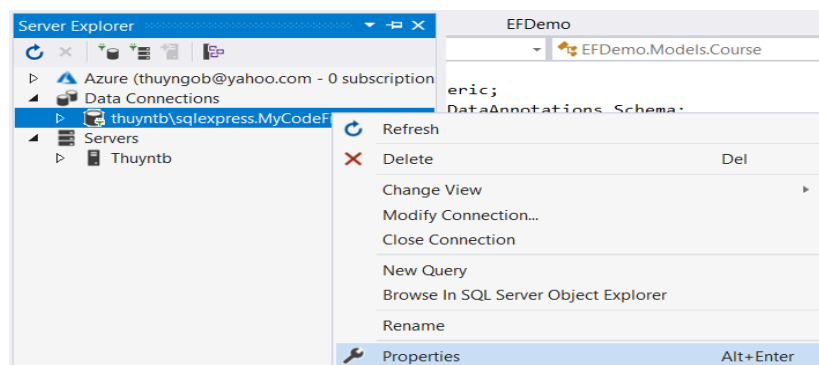 Server Explorer
EFDemo
EFDemo.Models.Course
Azure (thuyngob@yahoo.com - 0 subscription
Data Connections
thuyntb\sqlexpress.MyCodeFi
Servers
Thuyntb
eric;
DataAnnotations.Schema;
Refresh
Delete Del
Change View
Modify Connection...
Close Connection
New Query
Browse In SQL Server Object Explorer
Rename
Properties Alt+Enter